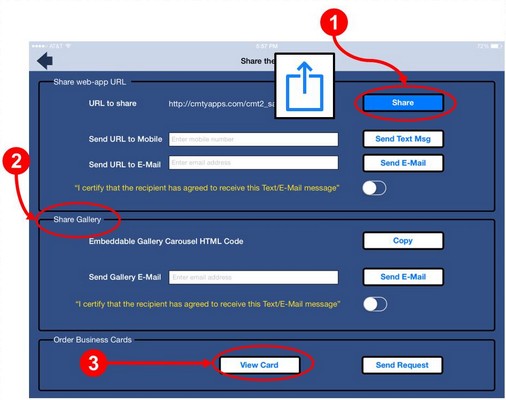 1
AT&T
5:57 PM
72%
Share the
Share web-app URL
URL to share http://cmtyapps.com/cmt2_sa Share
Send URL to Mobile Enter mobile number Send Text Msg
Send URL to E-Mail Enter email address Send E-Mail
2
"I certify that the recipient has agreed to receive this Text/E-Mail message"
Share Gallery
Embeddable Gallery Carousel HTML Code Copy
Send Gallery E-Mail Enter email address Send E-Mail
"I certify that the recipient has agreed to receive this Text/E-Mail message"
Order Business Cards
3 View Card Send Request